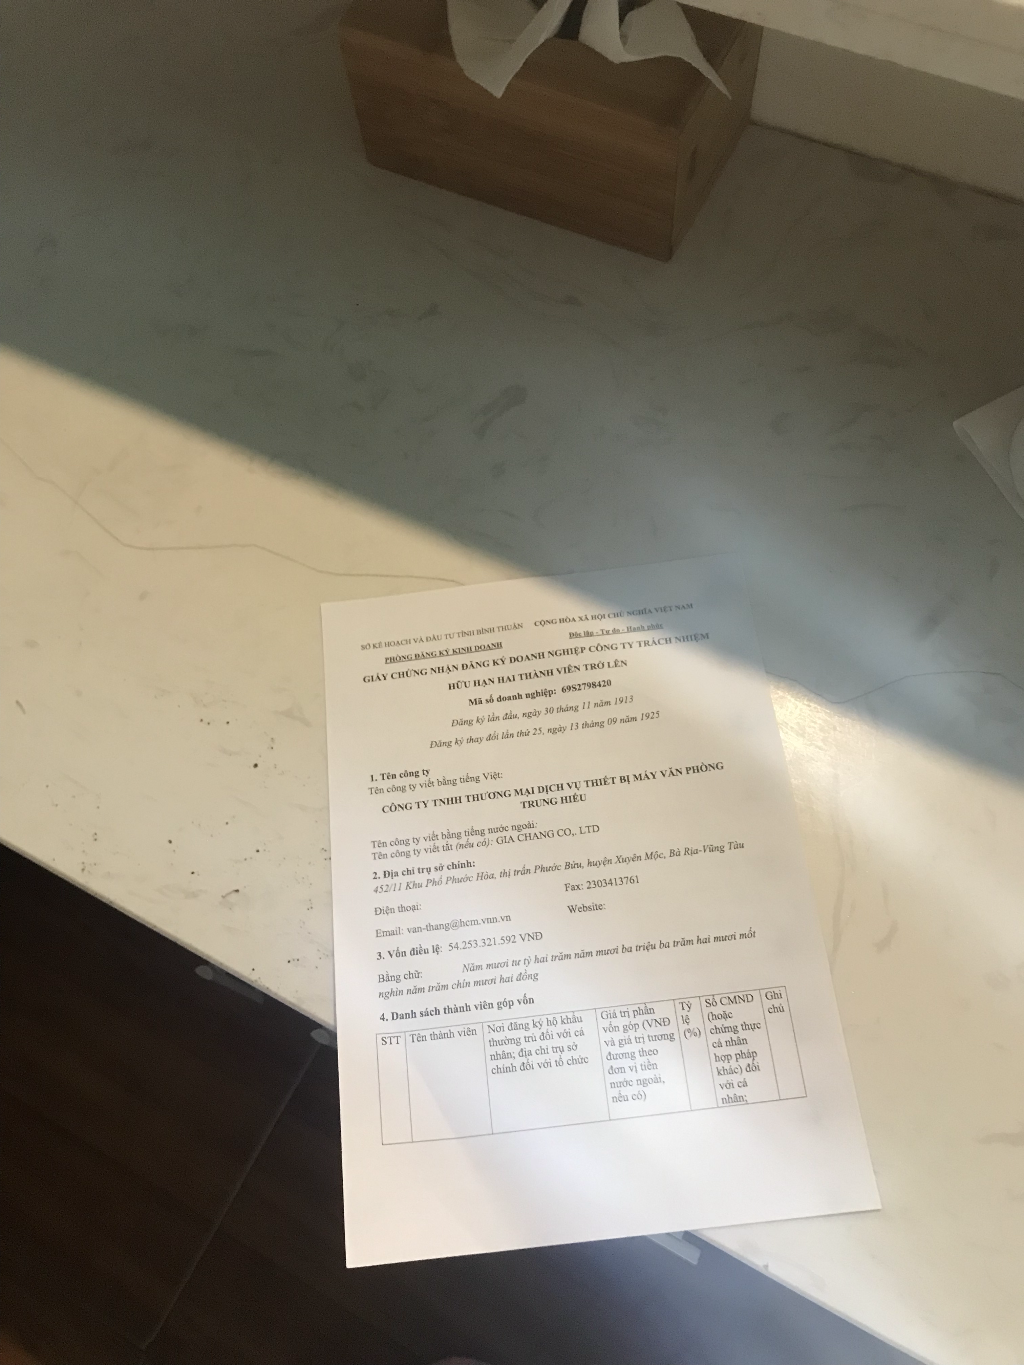 SỞ KẾ HOẠCH VÀ ĐẦU TƯ TỈNH BÌNH THUẬN CỘNG HÒA XÃ HỘI CHỦ NGHĨA VIỆT NAM
PHÒNG ĐĂNG KÝ KINH DOANH Độc lập - Tự do - Hạnh phúc
GIẤY CHỨNG NHẬN ĐĂNG KÝ DOANH NGHIỆP CÔNG TY TRÁCH NHIỆM
HỮU HẠN HAI THÀNH VIÊN TRỞ LÊN
Mã số doanh nghiệp: 69S2798420
Đăng ký lần đầu, ngày 30 tháng 11 năm 1913
Đăng ký thay đổi lần thứ 25, ngày 13 tháng 09 năm 1925
1. Tên công ty
Tên công ty viết bằng tiếng Việt:
CÔNG TY TNHH THƯƠNG MẠI DỊCH VỤ THIẾT BỊ MÁY VĂN PHÒNG
TRUNG HIẾU
Tên công ty viết bằng tiếng nước ngoài:
Tên công ty viết tắt (nếu có): GIA CHANG CO,. LTD
2. Địa chỉ trụ sở chính:
452/11 Khu Phố Phước Hòa, thị trấn Phước Bửu, huyện Xuyên Mộc, Bà Rịa-Vũng Tàu
Điện thoại: Fax: 2303413761
Email: van-thang@hcm.vnn.vn Website:
3. Vốn điều lệ: 54.253.321.592 VNĐ
Bằng chữ: Năm mươi tư tỷ hai trăm năm mươi ba triệu ba trăm hai mươi mốt
nghìn năm trăm chín mươi hai đồng
4. Danh sách thành viên góp vốn
STT
Tên thành viên
Nơi đăng ký hộ khẩu
thường trú đối với cá
nhân; địa chỉ trụ sở
chính đối với tổ chức
Giá trị phần
vốn góp (VNĐ
và giá trị tương
đương theo
đơn vị tiền
nước ngoài,
nếu có)
Tỷ
lệ
(%)
Số CMND
(hoặc
chứng thực
cá nhân
hợp pháp
khác) đối
với cá
nhân;
Ghi
chú